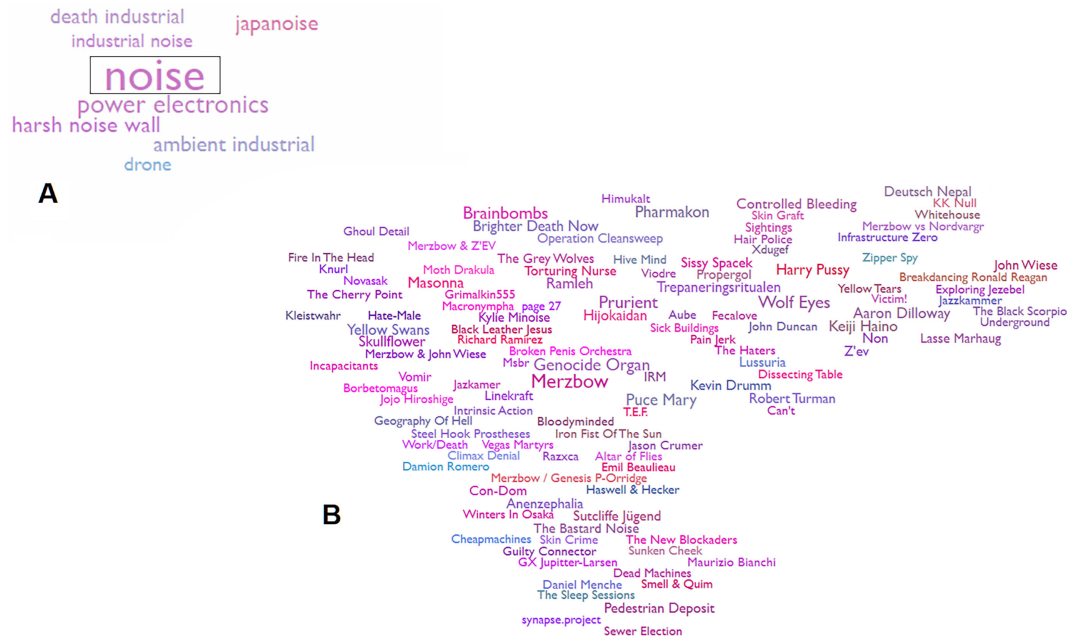 death industrial
japanoise
industrial noise
noise
power electronics
harsh noise wall
ambient industrial
drone
A
Deutsch Nepal
Himukalt
KK Null
Controlled Bleeding
Brainbombs
Pharmakon
Skin Graft
Whitehouse
Brighter Death Now
Sightings
Merzbow vs Nordvargr
Ghoul Detail
Operation Cleansweep
Hair Police
Infrastructure Zero
Merzbow & Z'EV
Xdugef
Fire In The Head
The Grey Wolves
Hive Mind
Sissy Spacek
Zipper Spy
Knurl
Moth Drakula
Torturing Nurse
Viodre
Propergol
Harry Pussy
John Wiese
Novasak
Masonna
Ramleh
Trepaneringsritualen
Breakdancing Ronald Reagan
The Cherry Point
Grimalkin555
Yellow Tears
Exploring Jezebel
Macronympha
page 27
Prurient
Wolf Eyes
Victim!
Jazzkammer
Kleistwahr
Hate-Male
Kylie Minoise
Hijokaidan
Aube
Fecalove
Aaron Dilloway
The Black Scorpio
Underground
Yellow Swans
Black Leather Jesus
Sick Buildings
John Duncan
Keiji Haino
Skullflower
Richard Ramirez
Pain Jerk
Non
Lasse Marhaug
Merzbow & John Wiese
Broken Penis Orchestra
The Haters
Z'ev
Incapacitants
Msbr
Genocide Organ
Lussuria
Vomir
Merzbow
IRM
Dissecting Table
Borbetomagus
Jazkamer
Kevin Drumm
Jojo Hiroshige
Linekraft
Puce Mary
Robert Turman
Intrinsic Action
T.E.F.
Can't
Geography Of Hell
Bloodyminded
Steel Hook Prostheses
Iron Fist Of The Sun
Work/Death
Vegas Martyrs
Jason Crumer
Climax Denial
Razxca
Altar of Flies
Damion Romero
Emil Beaulieau
Merzbow / Genesis P-Orridge
Con-Dom
Haswell & Hecker
Anenzephalia
B
Winters In Osaka
Sutcliffe Jügend
The Bastard Noise
Cheapmachines
Skin Crime
The New Blockaders
Guilty Connector
Sunken Cheek
GX Jupitter-Larsen
Maurizio Bianchi
Dead Machines
Daniel Menche
Smell & Quim
The Sleep Sessions
Pedestrian Deposit
synapse.project
Sewer Election